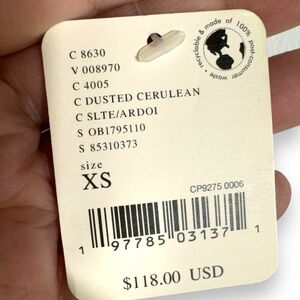 C 8630
V 008970
C 4005
C DUSTED CERULEAN
C SLTE/ARDOI
S OB1795110
S 85310373
size
XS
recyclable & made of 100% post-consumer waste •
CP9275 0006
1 97785 03137 1
$118.00 USD